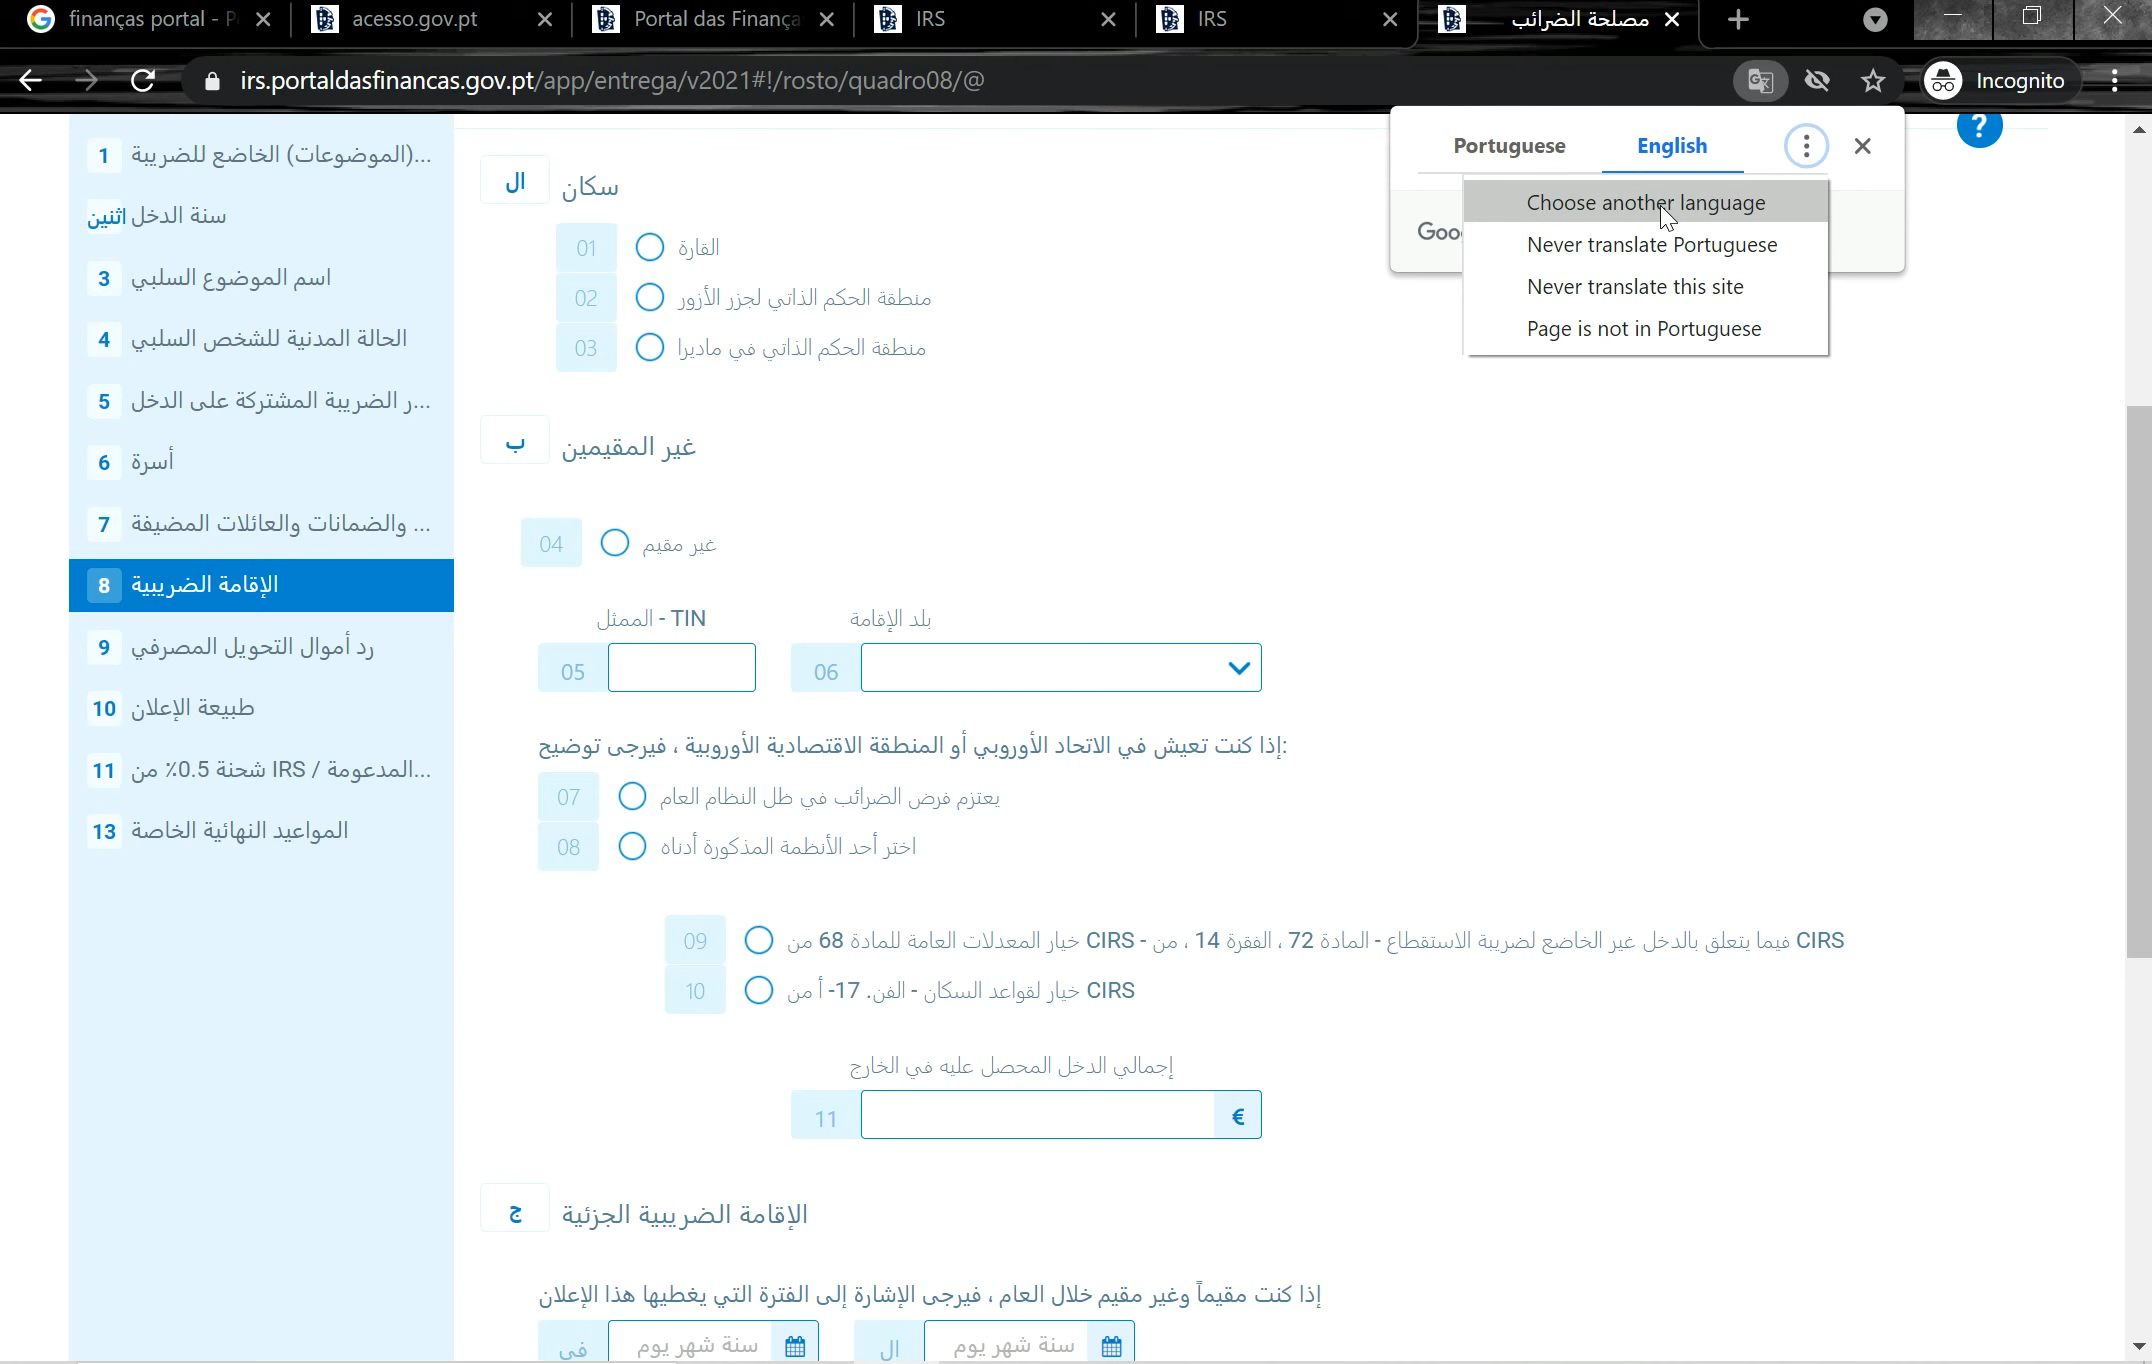 finanças portal - P
acesso.gov.pt
Portal das Finança
IRS
IRS
مصلحة الضرائب
irs.portaldasfinancas.gov.pt/app/entrega/v2021#!/rosto/quadro08/@
Incognito
Portuguese
English
Choose another language
Never translate Portuguese
Never translate this site
Page is not in Portuguese
Goo
?
1 الموضوعات) الخاضع للضريبة)...
اثنين سنة الدخل
3 اسم الموضوع السلبي
4 الحالة المدنية للشخص السلبي
5 ر الضريبة المشتركة على الدخل...
6 أسرة
7 والضمانات والعائلات المضيفة ...
8 الإقامة الضريبية
9 رد أموال التحويل المصرفي
10 طبيعة الإعلان
11 المدعومة / IRS شحنة 0.5٪ من...
13 المواعيد النهائية الخاصة
ال سكان
01 القارة
02 منطقة الحكم الذاتي لجزر الأزور
03 منطقة الحكم الذاتي في ماديرا
ب غير المقيمين
04 غير مقيم
TIN - الممثل
بلد الإقامة
05
06
إذا كنت تعيش في الاتحاد الأوروبي أو المنطقة الاقتصادية الأوروبية ، فيرجى توضيح:
07 يعتزم فرض الضرائب في ظل النظام العام
08 اختر أحد الأنظمة المذكورة أدناه
09 CIRS فيما يتعلق بالدخل غير الخاضع لضريبة الاستقطاع - المادة 72 ، الفقرة 14 ، من - CIRS خيار المعدلات العامة للمادة 68 من
10 CIRS خيار لقواعد السكان - الفن. 17- أ من
إجمالي الدخل المحصل عليه في الخارج
11 €
ج الإقامة الضريبية الجزئية
إذا كنت مقيماً وغير مقيم خلال العام ، فيرجى الإشارة إلى الفترة التي يغطيها هذا الإعلان
في سنة شهر يوم
ال سنة شهر يوم